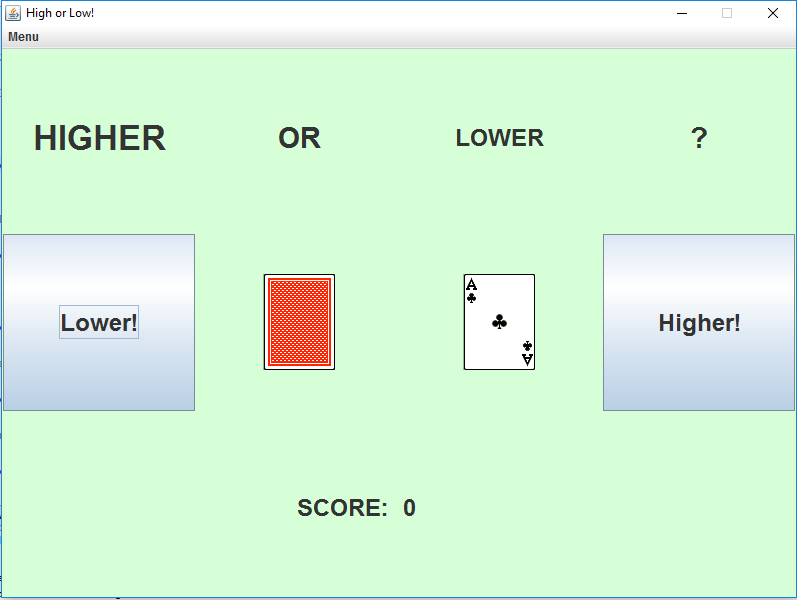 High or Low!
Menu
HIGHER OR LOWER ?
Lower!
A
A
Higher!
SCORE: 0